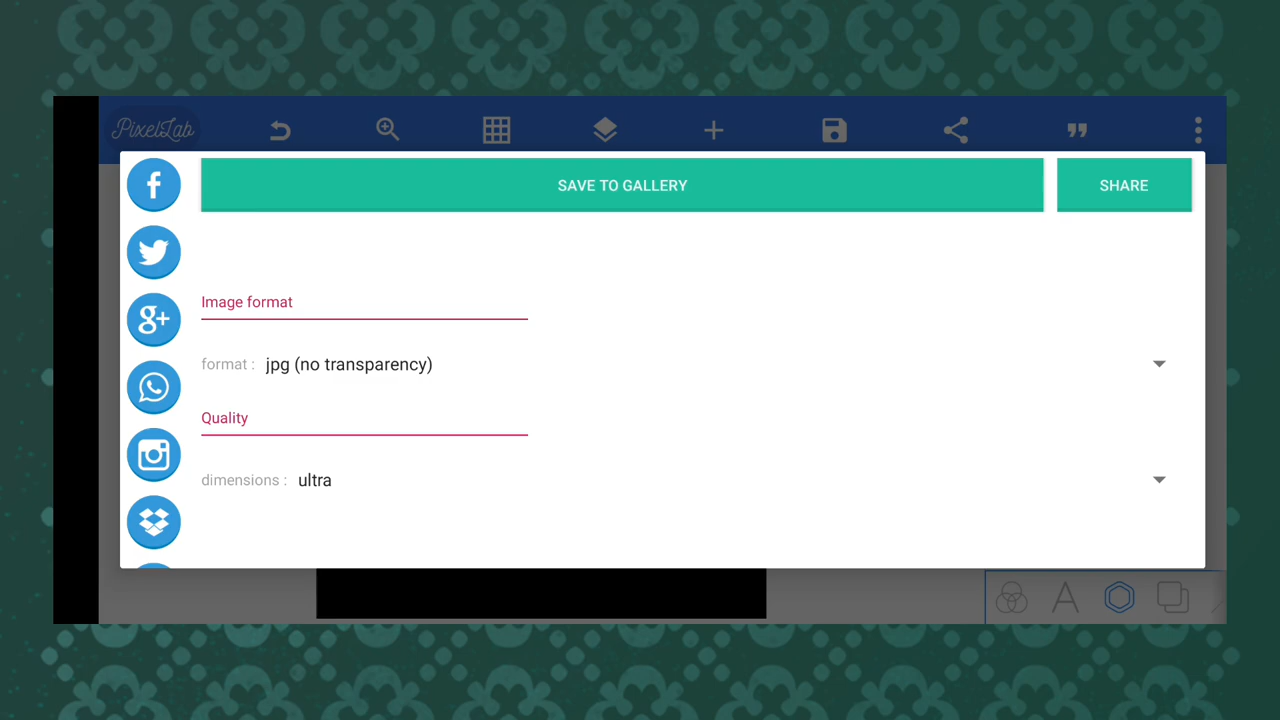 PixelLab
SAVE TO GALLERY
SHARE
Image format
format : jpg (no transparency)
Quality
dimensions : ultra